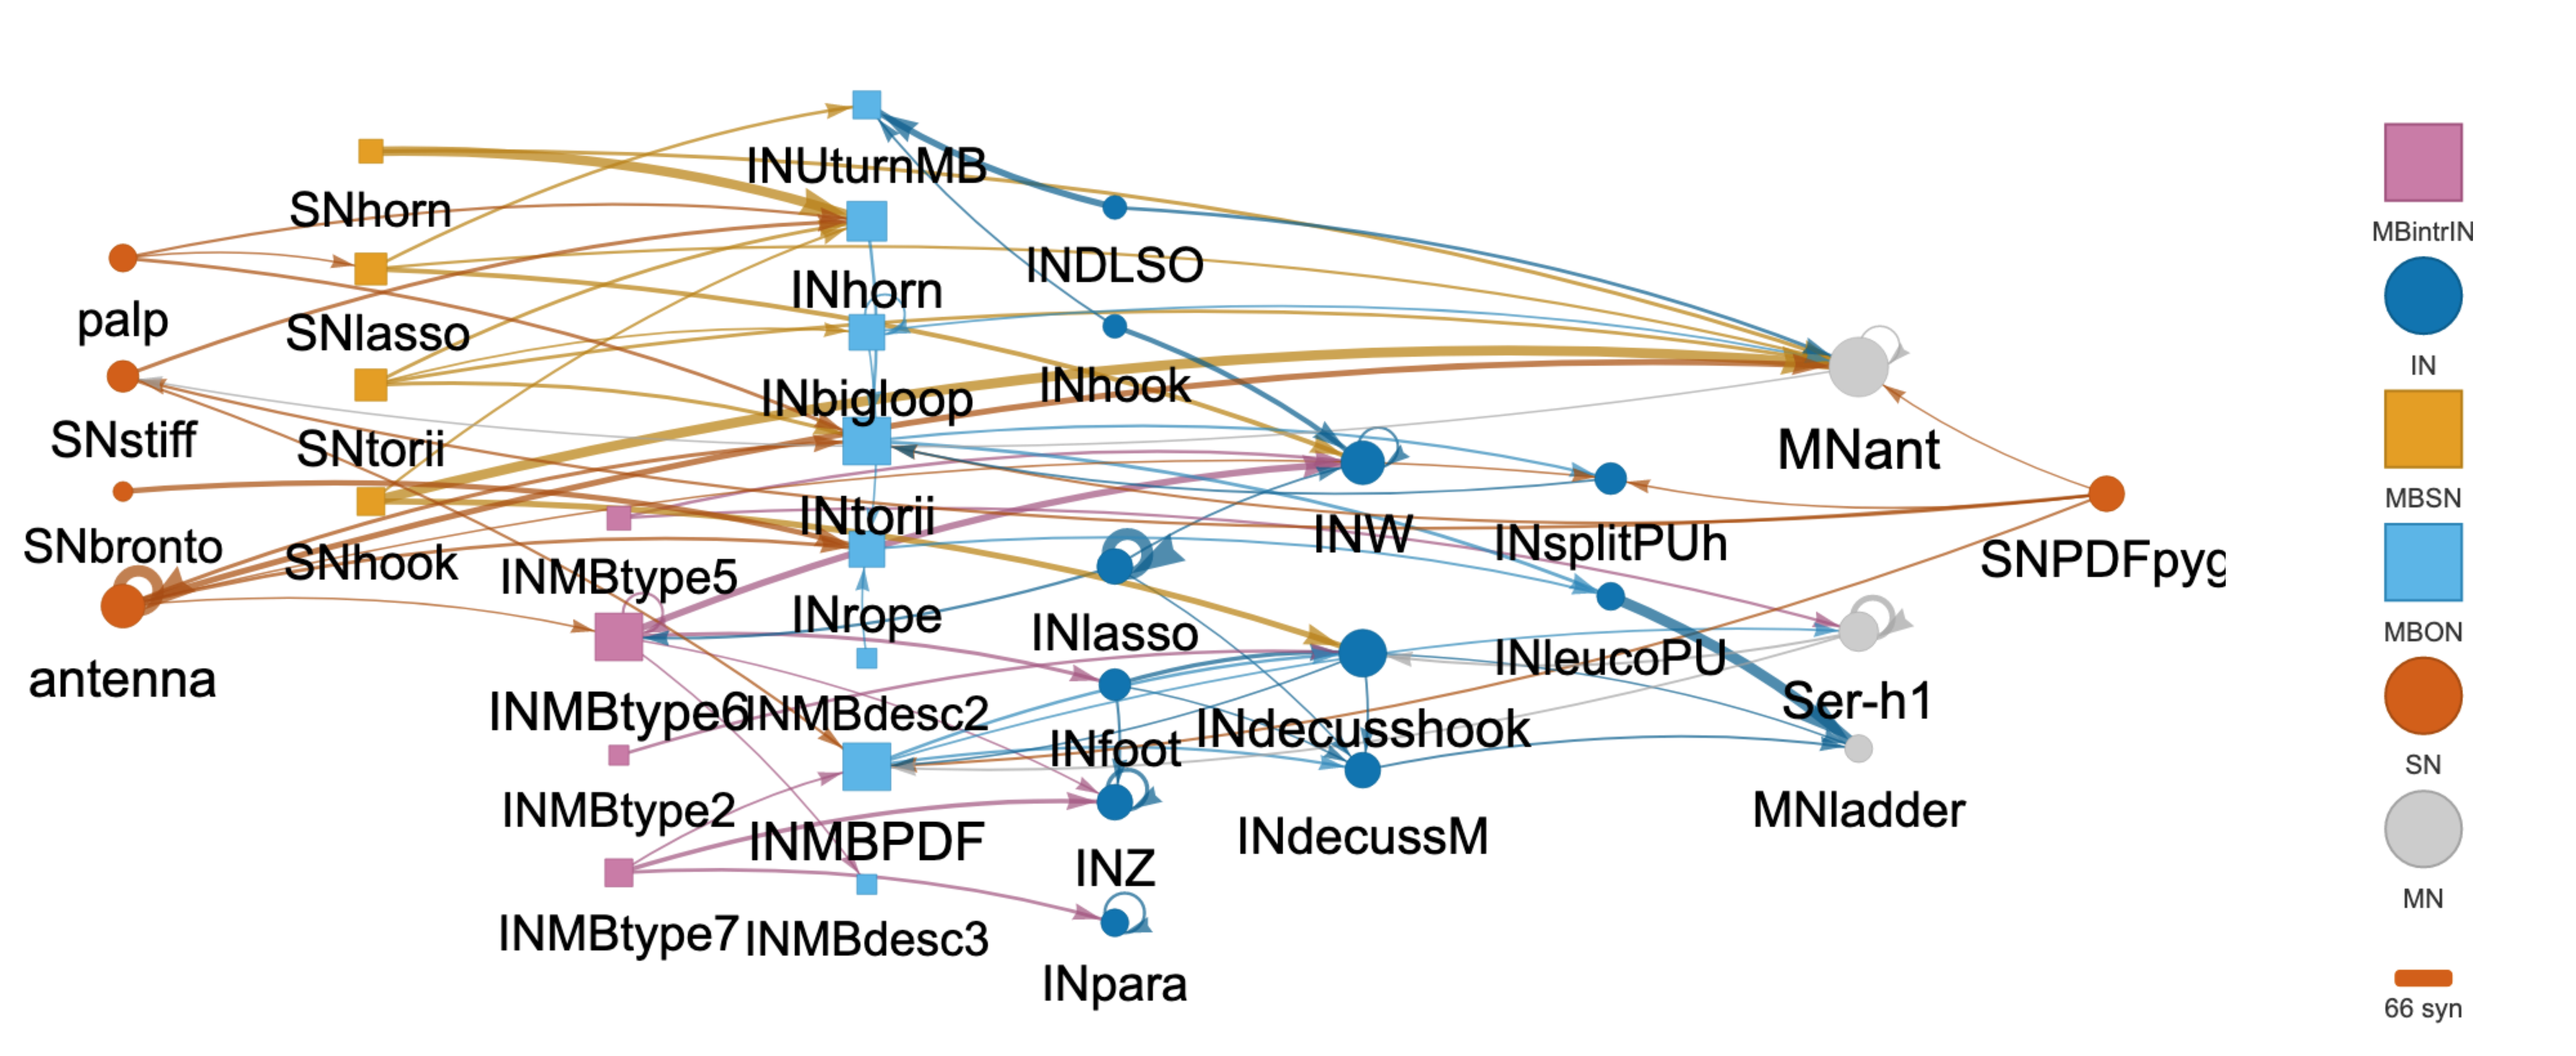 INUturnMB
SNhorn
INDLSO
INhorn
palp
SNlasso
INhook
INbigloop
SNstiff
SNtorii
MNant
INtorii
INW
INsplitPUh
SNPDFpyg
SNbronto
SNhook
INMBtype5
INrope
INlasso
INleucoPU
antenna
Ser-h1
INMBtype6
INMBdesc2
INfoot
INdecusshook
INMBtype2
INMBPDF
INZ
INdecussM
MNladder
INMBtype7
INMBdesc3
INpara
MBintrIN
IN
MBSN
MBON
SN
MN
66 syn